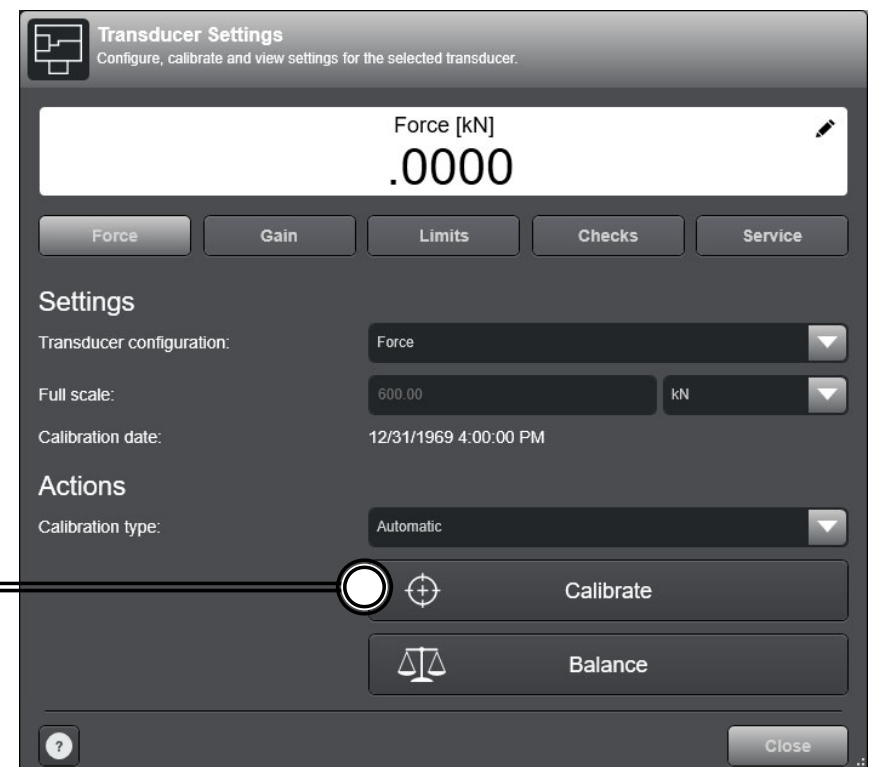 Transducer Settings
Configure, calibrate and view settings for the selected transducer.
Force [kN]
.0000
Force Gain Limits Checks Service
Settings
Transducer configuration: Force
Full scale: 600.00 kN
Calibration date: 12/31/1969 4:00:00 PM
Actions
Calibration type: Automatic
Calibrate
Balance
? Close